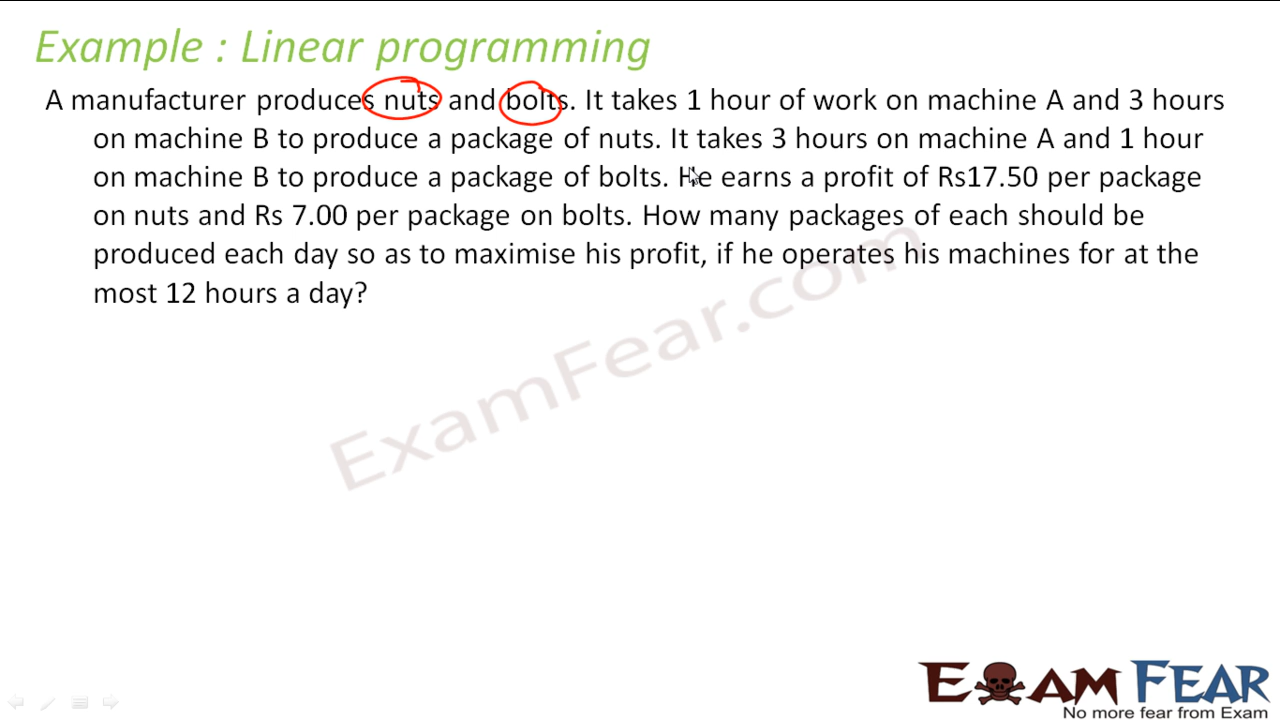 Example : Linear programming
A manufacturer produces nuts and bolts. It takes 1 hour of work on machine A and 3 hours
on machine B to produce a package of nuts. It takes 3 hours on machine A and 1 hour
on machine B to produce a package of bolts. He earns a profit of Rs17.50 per package
on nuts and Rs 7.00 per package on bolts. How many packages of each should be
produced each day so as to maximise his profit, if he operates his machines for at the
most 12 hours a day?
ExamFear.com
EXAM FEAR
No more fear from Exam